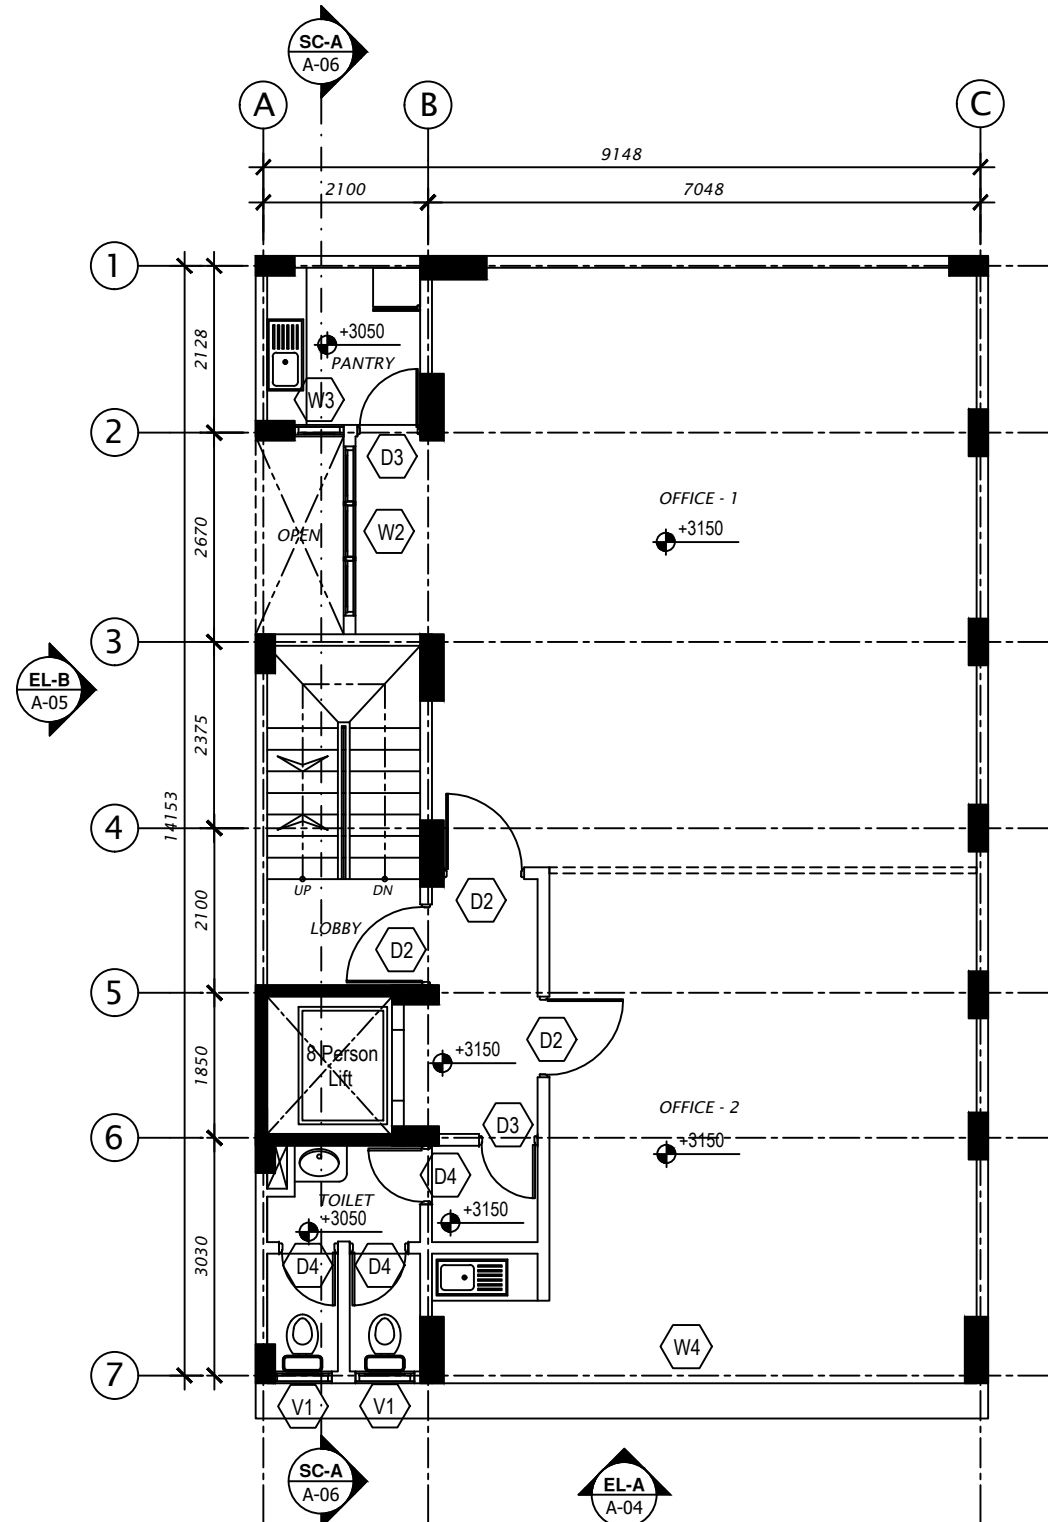 SC-A
A-06
A
B
C
9148
2100
7048
1
2128
+3050
PANTRY
W3
2
D3
OFFICE - 1
W2
+3150
OPEN
2670
3
EL-B
A-05
2375
14153
4
UP
DN
D2
2100
LOBBY
D2
5
D2
8 Person
Lift
+3150
1850
OFFICE - 2
D3
6
+3150
D4
TOILET
+3050
+3150
3030
D4
D4
W4
7
V1
V1
SC-A
A-06
EL-A
A-04